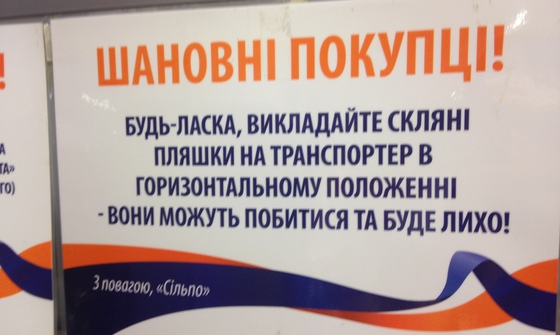 ШАНОВНІ ПОКУПЦІ!
БУДЬ-ЛАСКА, ВИКЛАДАЙТЕ СКЛЯНІ
ПЛЯШКИ НА ТРАНСПОРТЕР В
ГОРИЗОНТАЛЬНОМУ ПОЛОЖЕННІ
- ВОНИ МОЖУТЬ ПОБИТИСЯ ТА БУДЕ ЛИХО!
З повагою, «Сільпо»